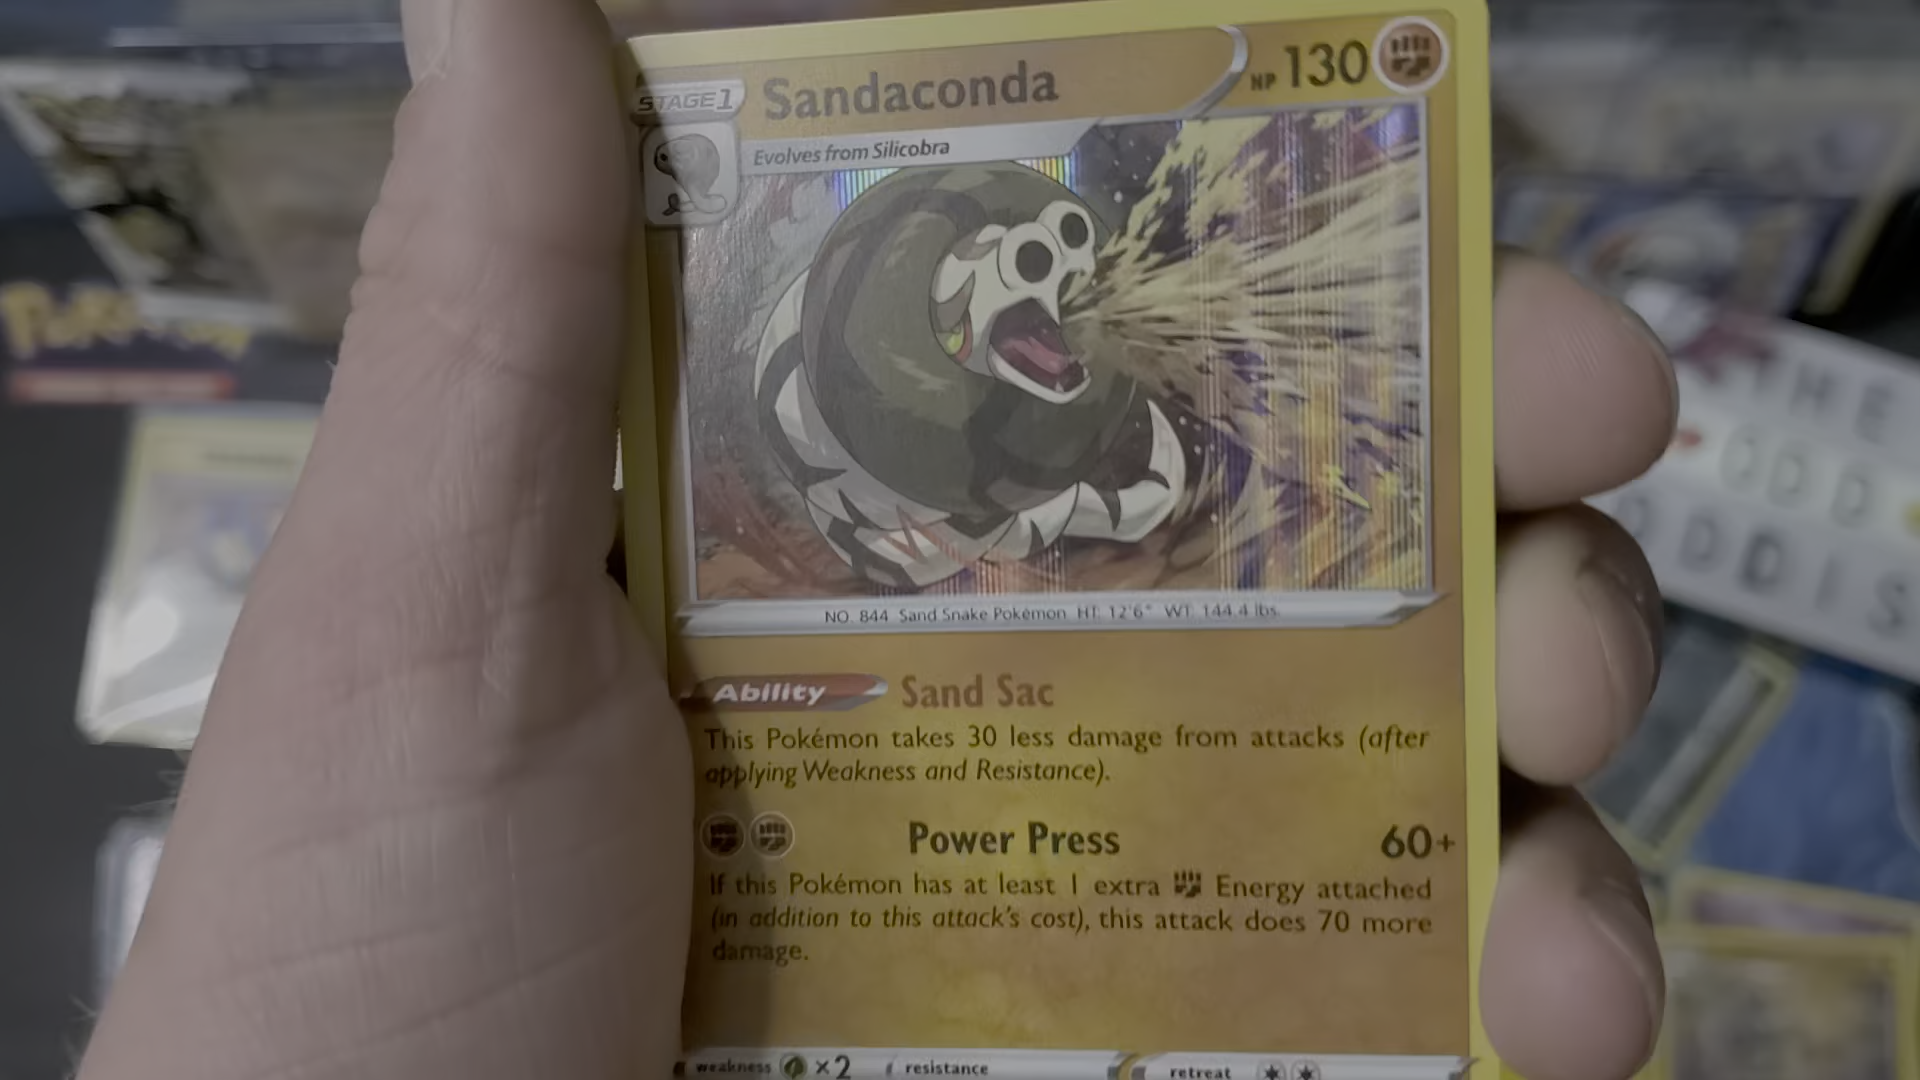 STAGE 1
Sandaconda
HP 130
Evolves from Silicobra
NO. 844 Sand Snake Pokémon HT: 12'6" WT: 144.4 lbs.
Ability Sand Sac
This Pokémon takes 30 less damage from attacks (after
applying Weakness and Resistance).
Power Press 60+
If this Pokémon has at least 1 extra Energy attached
(in addition to this attack's cost), this attack does 70 more
damage.
weakness ×2 resistance retreat
POKéMON
THE
ODD